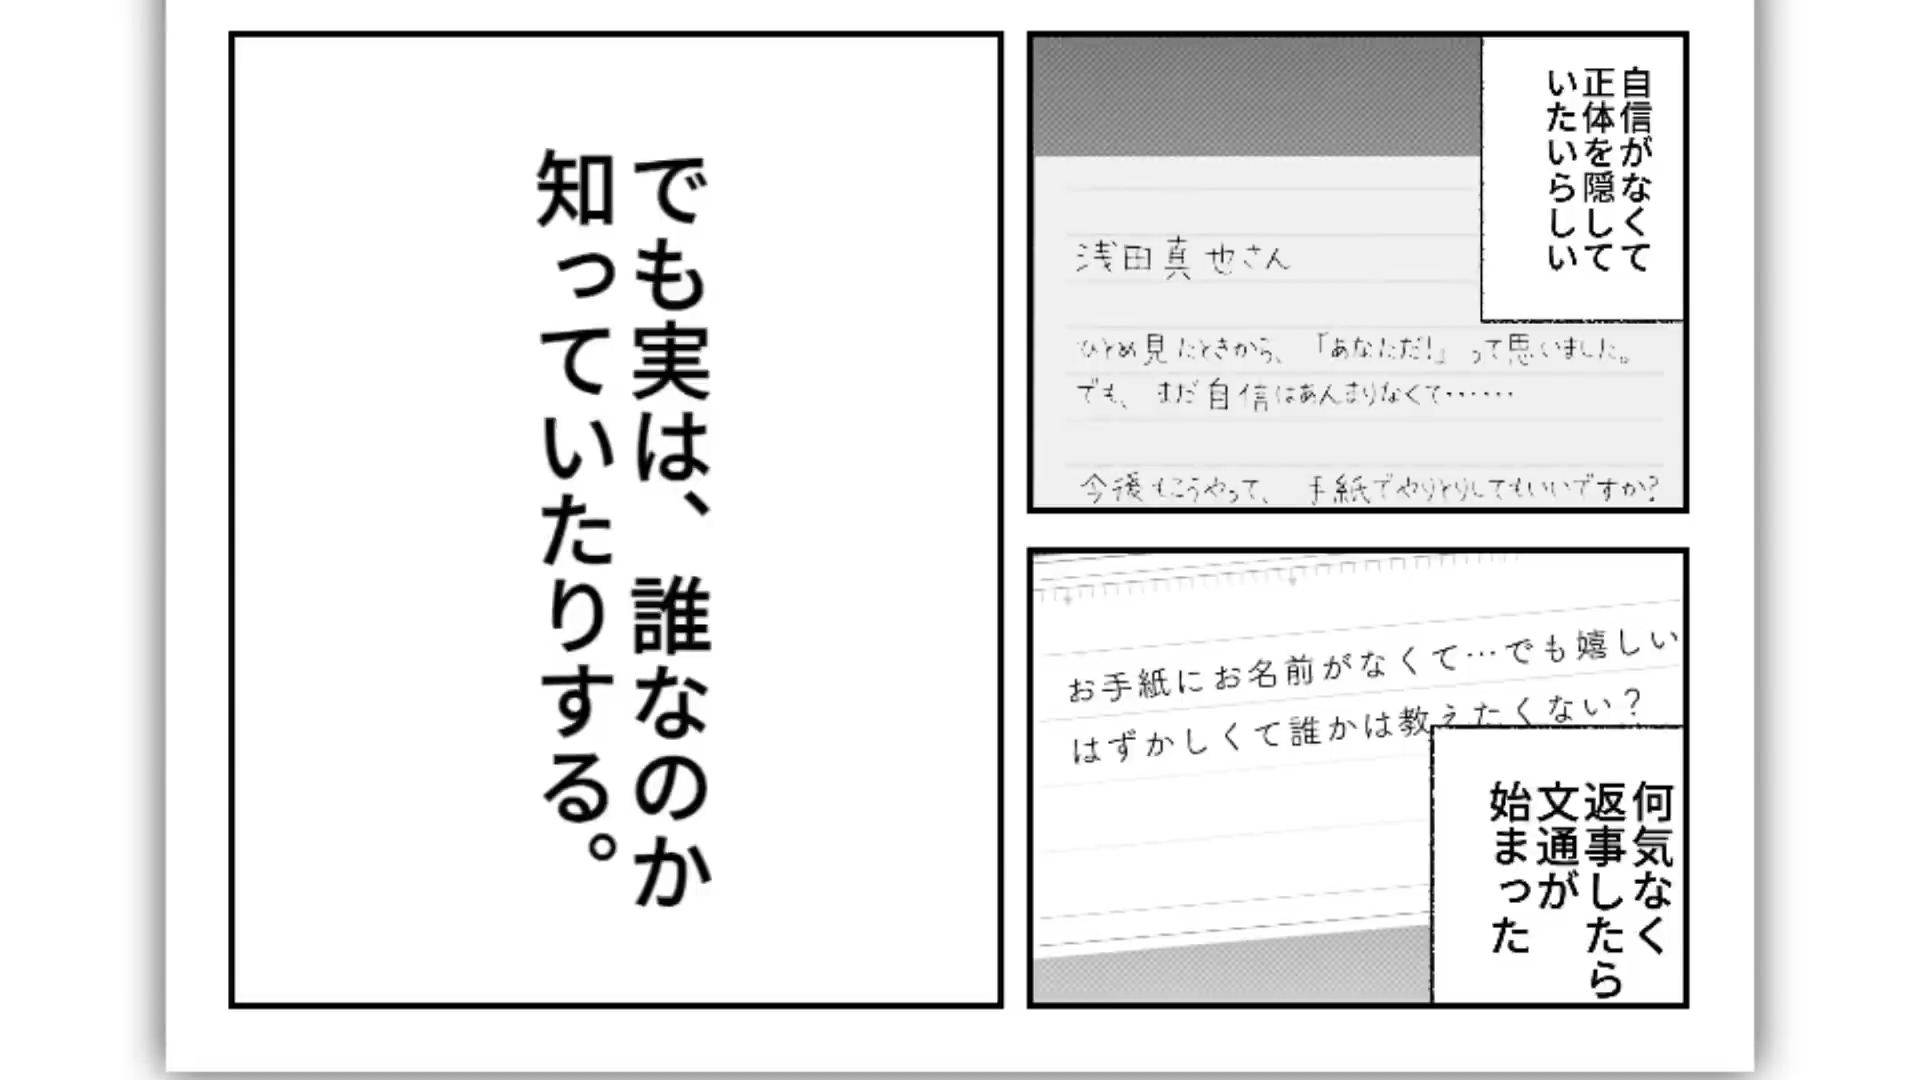 自信がなくて
正体を隠して
いたいらしい
浅田真也さん
ひとめ見たときから、「あなただ!」って思いました。
でも、まだ自信はあんまりなくて……
今後もこうやって、手紙でやりとりしてもいいですか?
お手紙にお名前がなくて…でも嬉しい
はずかしくて誰かは教えたくない?
何気なく
返事したら
文通が
始まった
でも実は、誰なのか
知っていたりする。